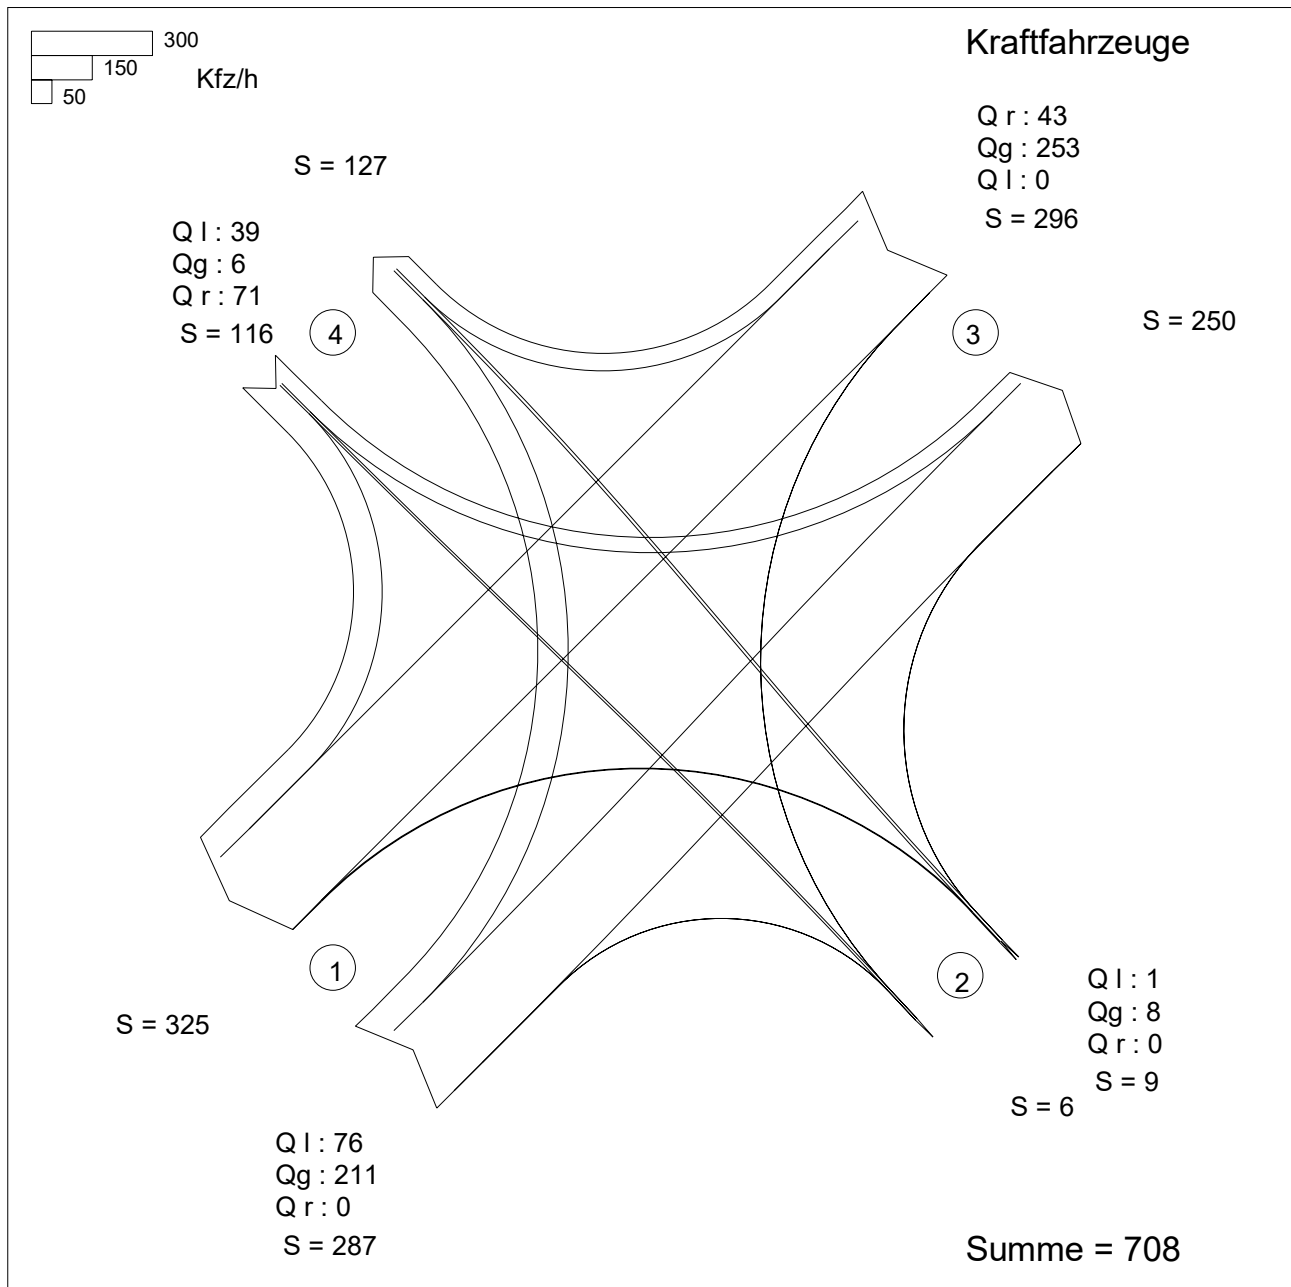 300
150
50
Kfz/h
Kraftfahrzeuge
Q r : 43
Qg : 253
Q l : 0
S = 296
S = 127
Q l : 39
Qg : 6
Q r : 71
S = 116
4
3
S = 250
1
2
S = 325
Q l : 1
Qg : 8
Q r : 0
S = 9
S = 6
Q l : 76
Qg : 211
Q r : 0
S = 287
Summe = 708